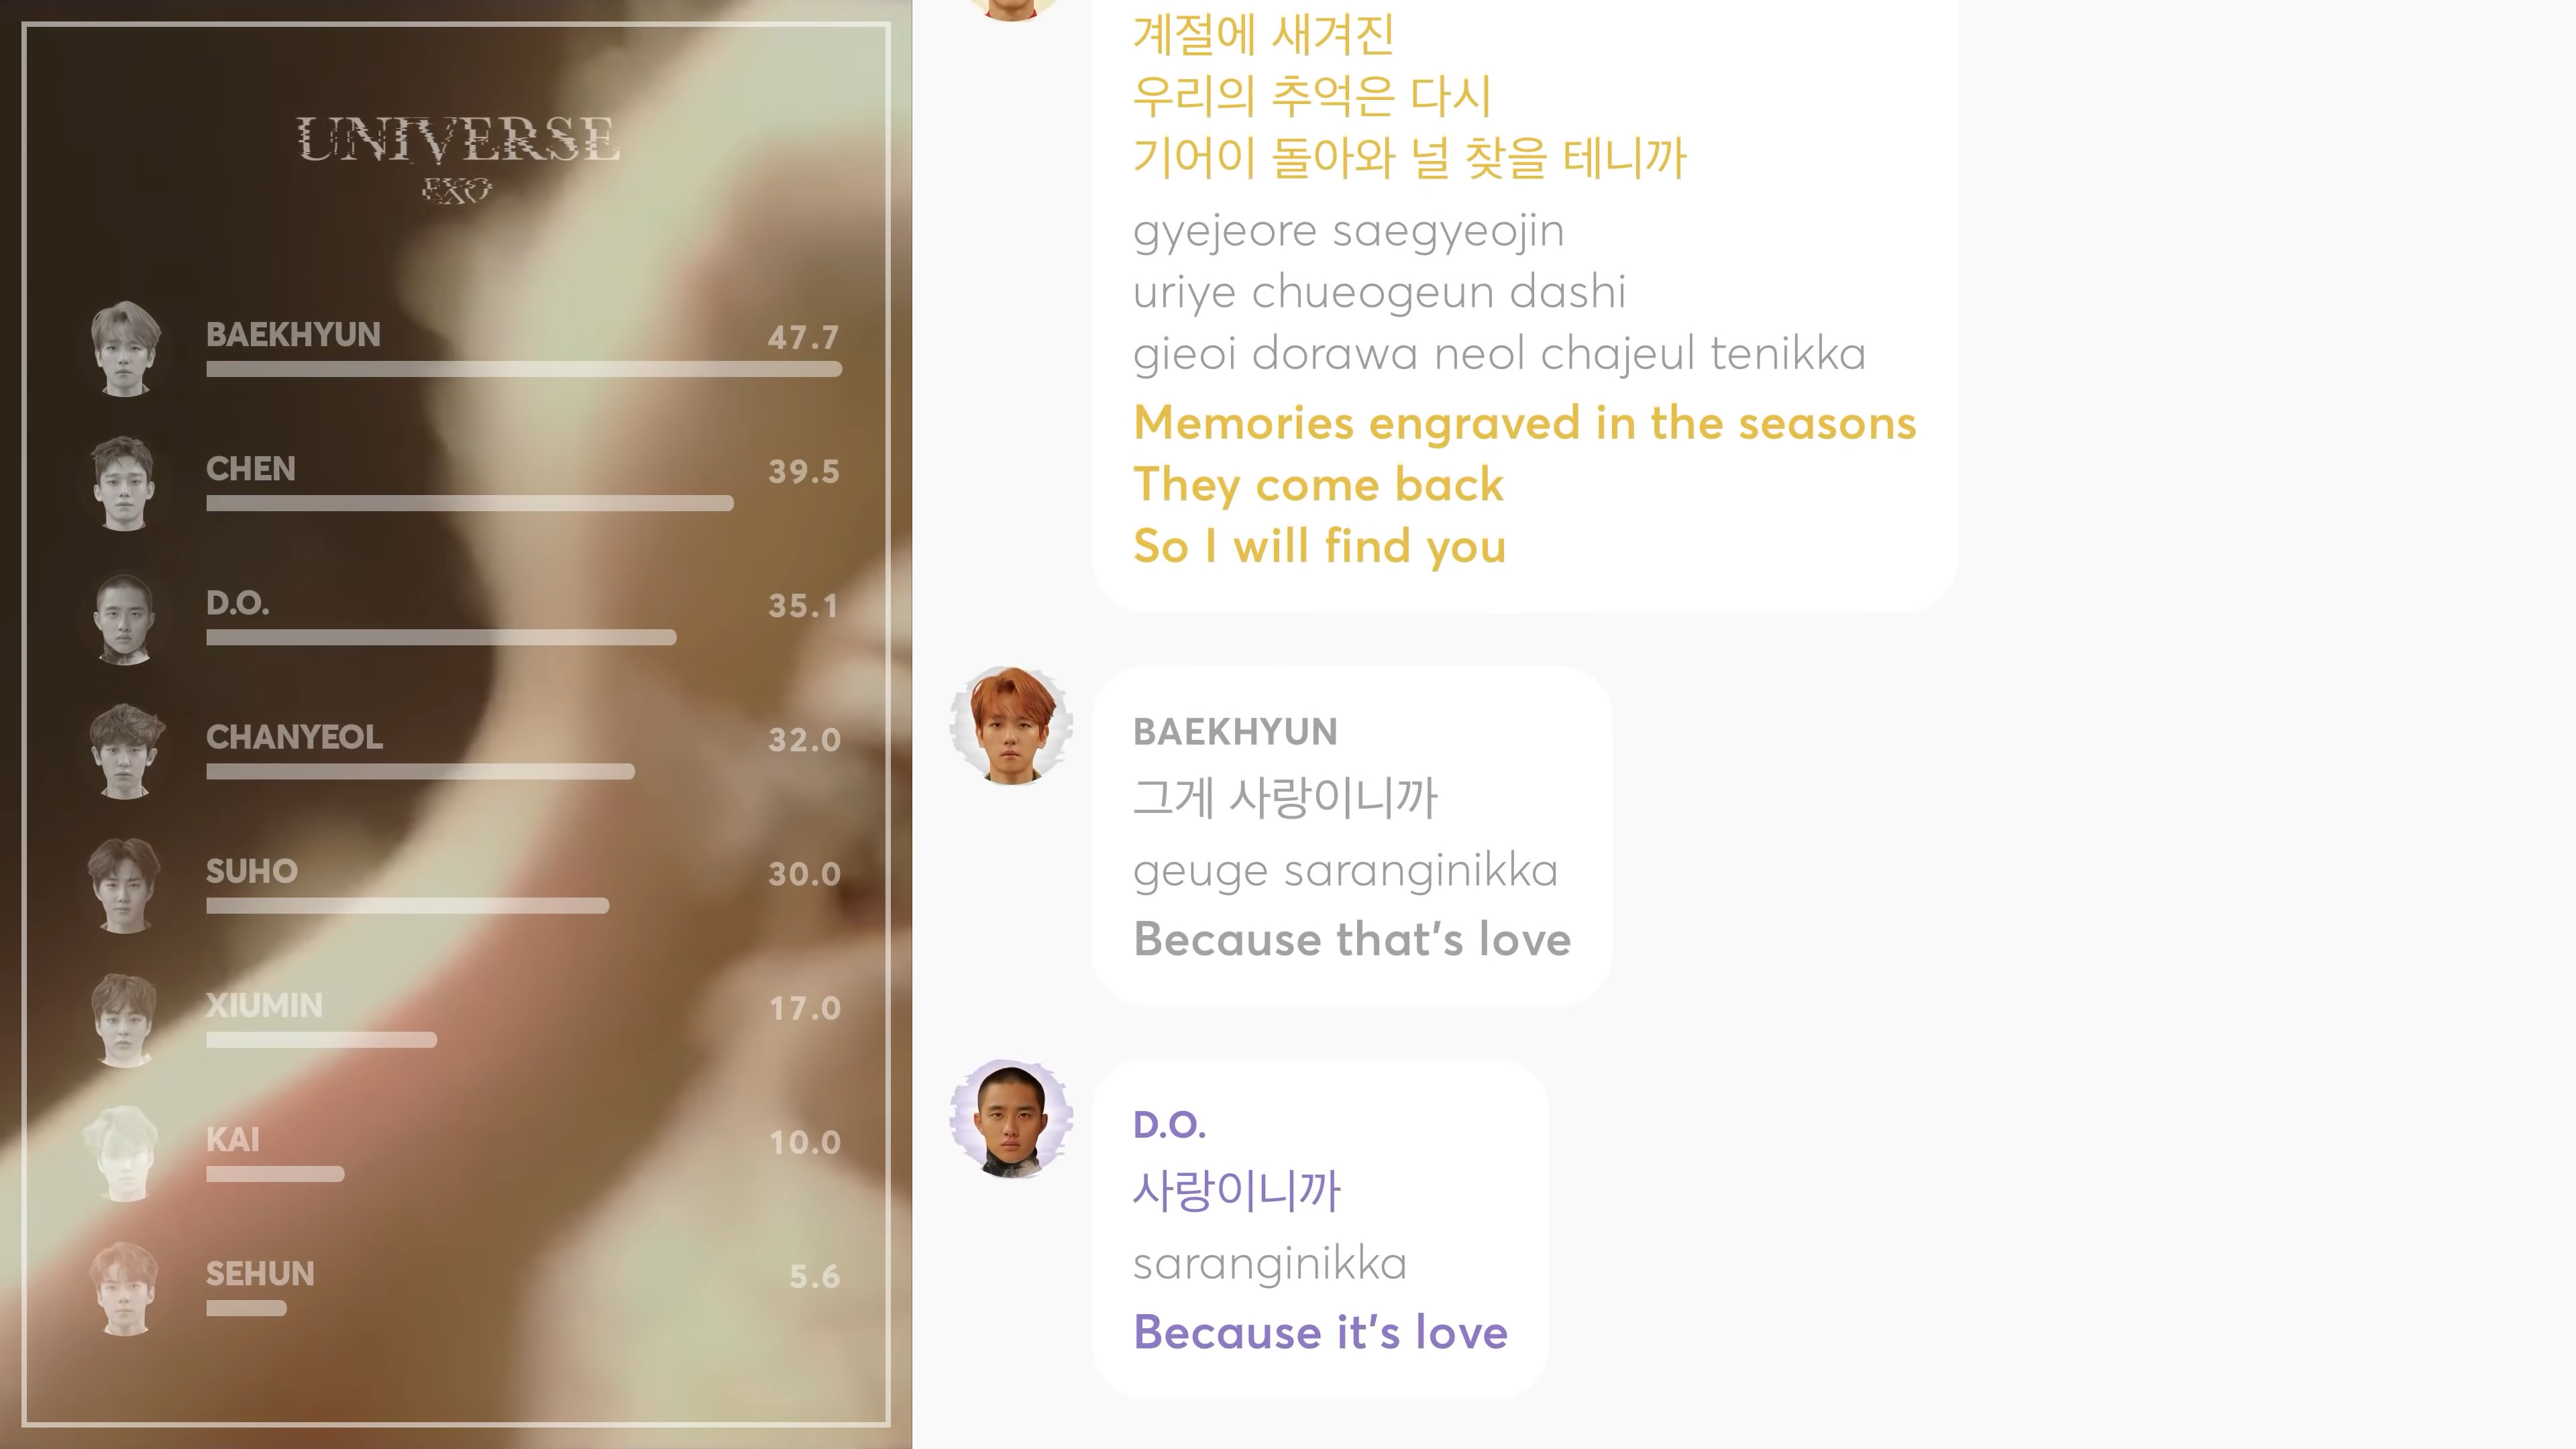 UNIVERSE
EXO
BAEKHYUN 47.7
CHEN 39.5
D.O. 35.1
CHANYEOL 32.0
SUHO 30.0
XIUMIN 17.0
KAI 10.0
SEHUN 5.6
계절에 새겨진
우리의 추억은 다시
기어이 돌아와 널 찾을 테니까
gyejeore saegyeojin
uriye chueogeun dashi
gieoi dorawa neol chajeul tenikka
Memories engraved in the seasons
They come back
So I will find you
BAEKHYUN
그게 사랑이니까
geuge saranginikka
Because that's love
D.O.
사랑이니까
saranginikka
Because it's love